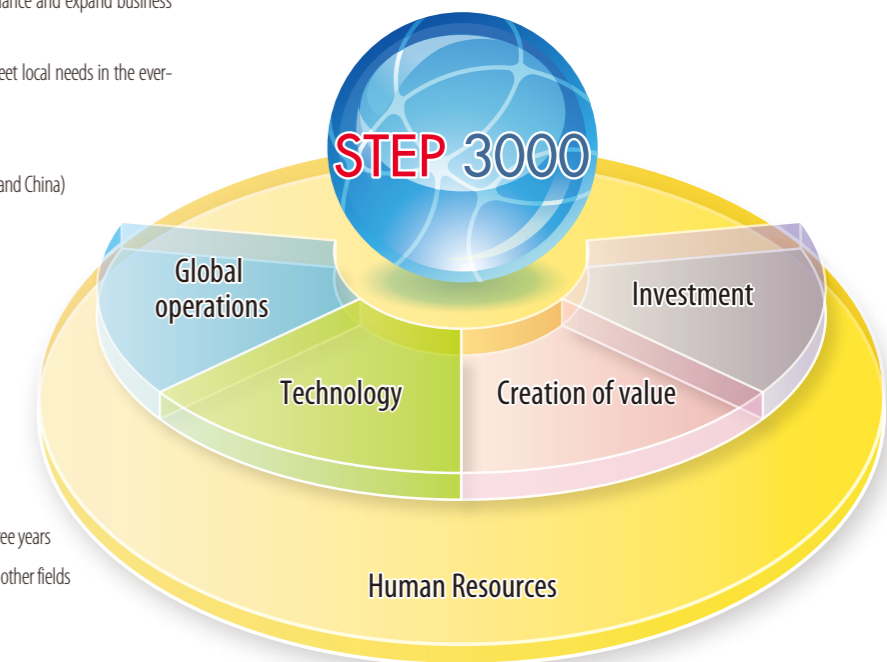 ance and expand business
eet local needs in the ever-
and China)
ree years
other fields
STEP 3000
Global
operations
Investment
Technology
Creation of value
Human Resources